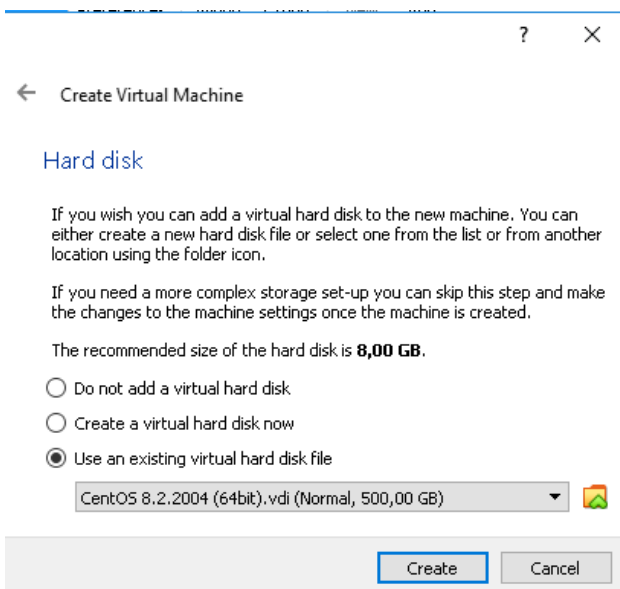 ?
Create Virtual Machine
Hard disk
If you wish you can add a virtual hard disk to the new machine. You can
either create a new hard disk file or select one from the list or from another
location using the folder icon.
If you need a more complex storage set-up you can skip this step and make
the changes to the machine settings once the machine is created.
The recommended size of the hard disk is 8,00 GB.
Do not add a virtual hard disk
Create a virtual hard disk now
Use an existing virtual hard disk file
CentOS 8.2.2004 (64bit).vdi (Normal, 500,00 GB)
Create Cancel